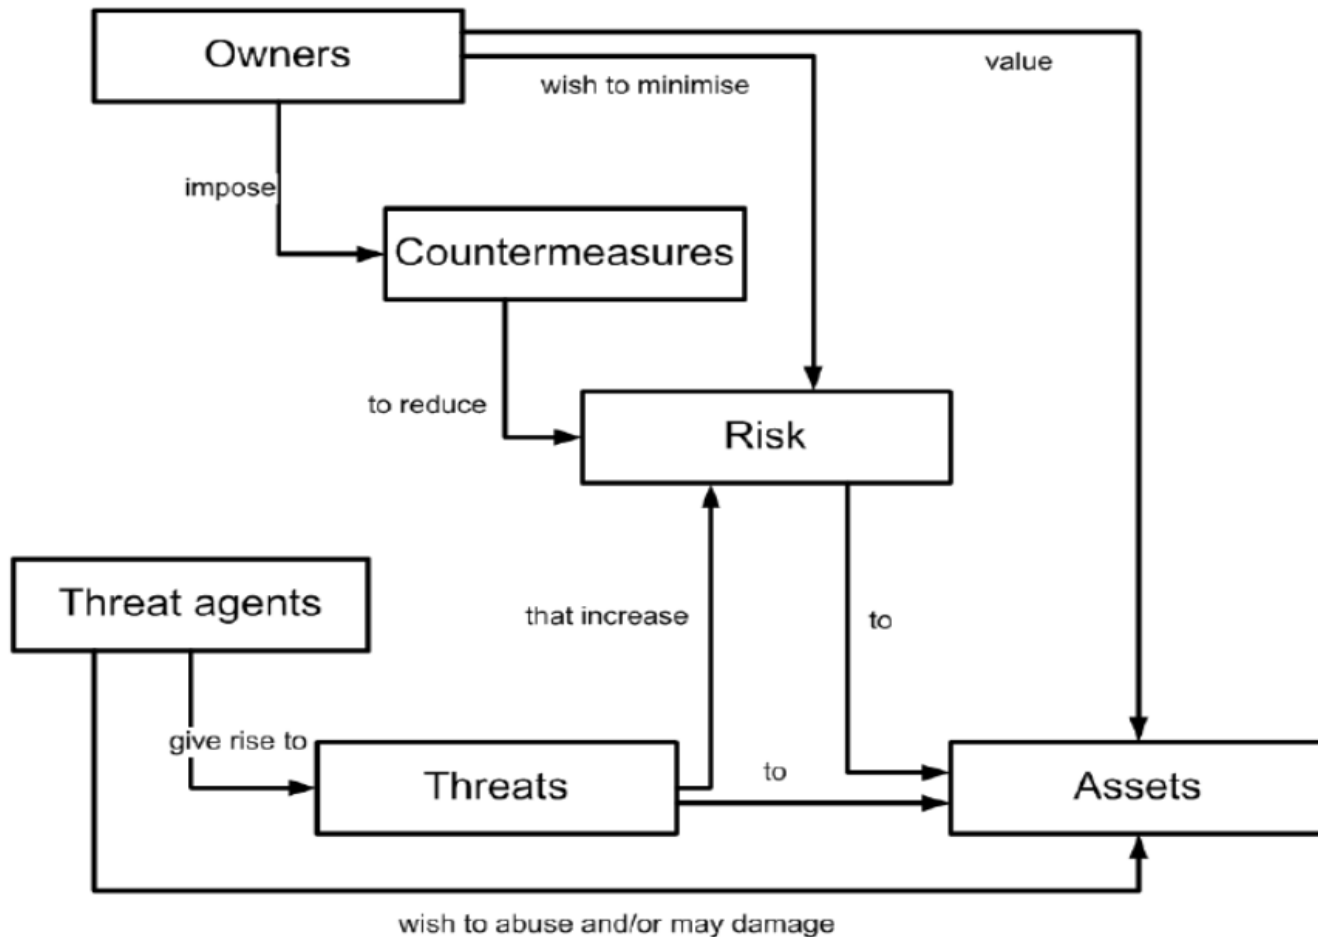 Owners
value
wish to minimise
impose
Countermeasures
to reduce
Risk
Threat agents
that increase
to
give rise to
Threats
to
Assets
wish to abuse and/or may damage